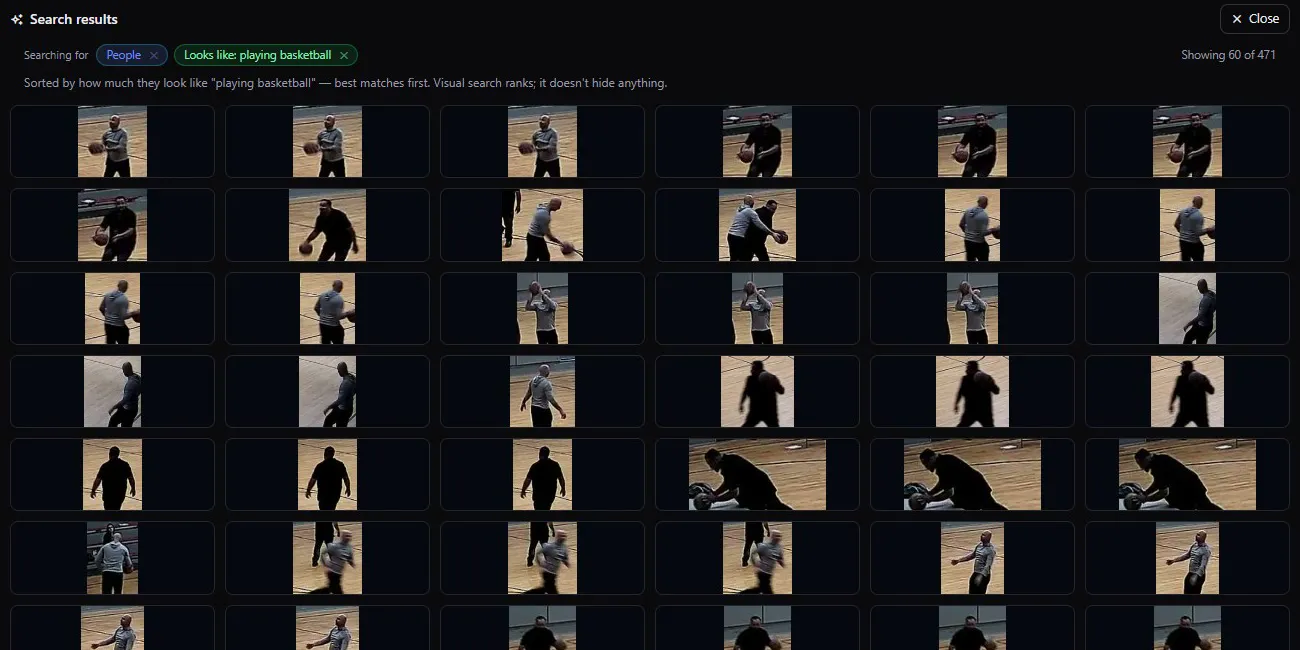 Search results
Close
Searching for People Looks like: playing basketball Showing 60 of 471
Sorted by how much they look like "playing basketball" — best matches first. Visual search ranks; it doesn't hide anything.